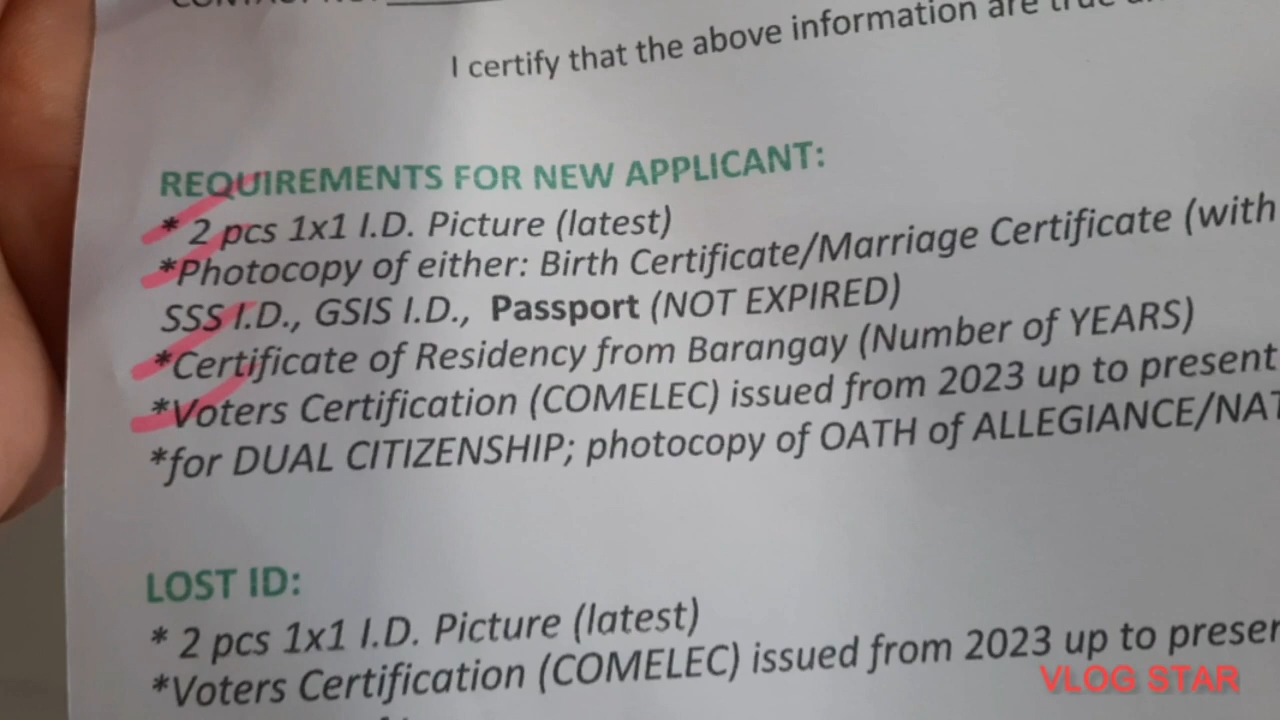 I certify that the above information are true
REQUIREMENTS FOR NEW APPLICANT:
* 2 pcs 1x1 I.D. Picture (latest)
*Photocopy of either: Birth Certificate/Marriage Certificate (with
SSS I.D., GSIS I.D., Passport (NOT EXPIRED)
*Certificate of Residency from Barangay (Number of YEARS)
*Voters Certification (COMELEC) issued from 2023 up to present
*for DUAL CITIZENSHIP; photocopy of OATH of ALLEGIANCE/NAT
LOST ID:
* 2 pcs 1x1 I.D. Picture (latest)
*Voters Certification (COMELEC) issued from 2023 up to presen
VLOG STAR